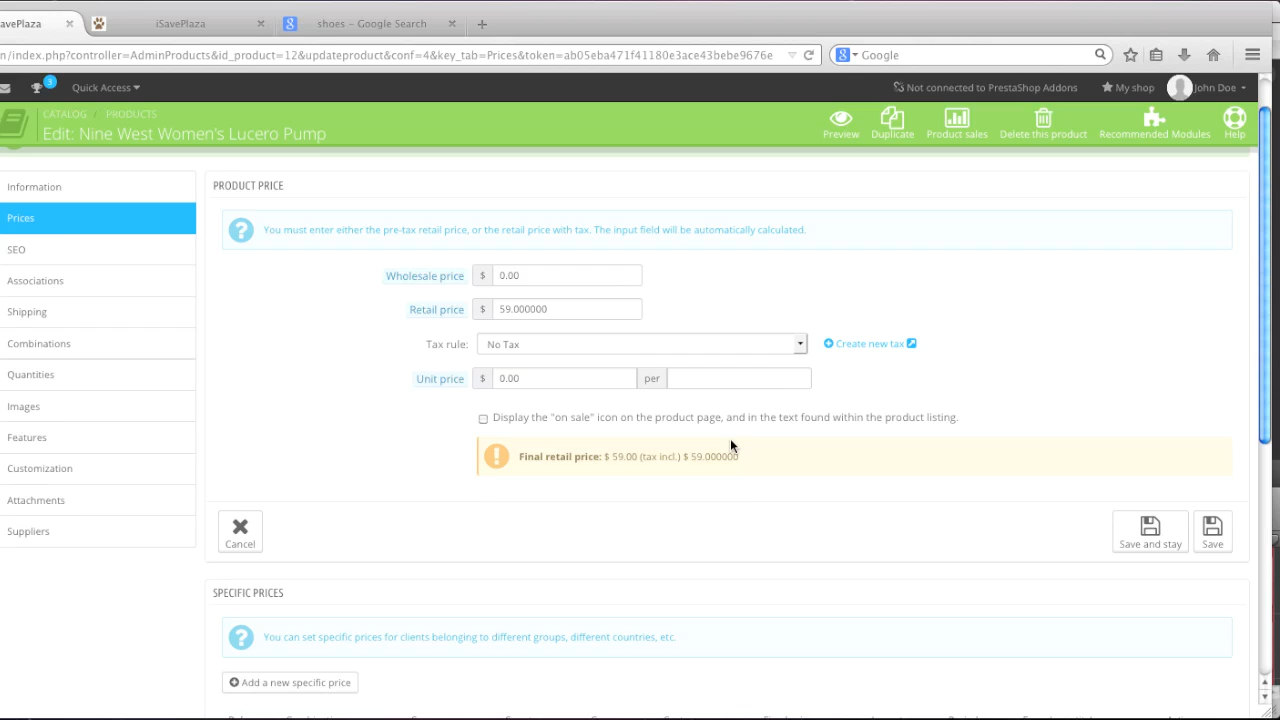 avePlaza
iSavePlaza
shoes – Google Search
n/index.php?controller=AdminProducts&id_product=12&updateproduct&conf=4&key_tab=Prices&token=ab05eba471f41180e3ace43bebe9676e
Google
3
Quick Access
Not connected to PrestaShop Addons
My shop
John Doe
CATALOG / PRODUCTS
Edit: Nine West Women's Lucero Pump
Preview
Duplicate
Product sales
Delete this product
Recommended Modules
Help
Information
Prices
SEO
Associations
Shipping
Combinations
Quantities
Images
Features
Customization
Attachments
Suppliers
PRODUCT PRICE
You must enter either the pre-tax retail price, or the retail price with tax. The input field will be automatically calculated.
Wholesale price $ 0.00
Retail price $ 59.000000
Tax rule: No Tax Create new tax
Unit price $ 0.00 per
Display the "on sale" icon on the product page, and in the text found within the product listing.
Final retail price: $ 59.00 (tax incl.) $ 59.000000
Cancel
Save and stay
Save
SPECIFIC PRICES
You can set specific prices for clients belonging to different groups, different countries, etc.
Add a new specific price